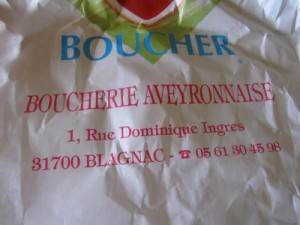 BOUCHER
BOUCHERIE AVEYRONNAISE
1, Rue Dominique Ingres
31700 BLAGNAC - ☎ 05 61 30 45 98